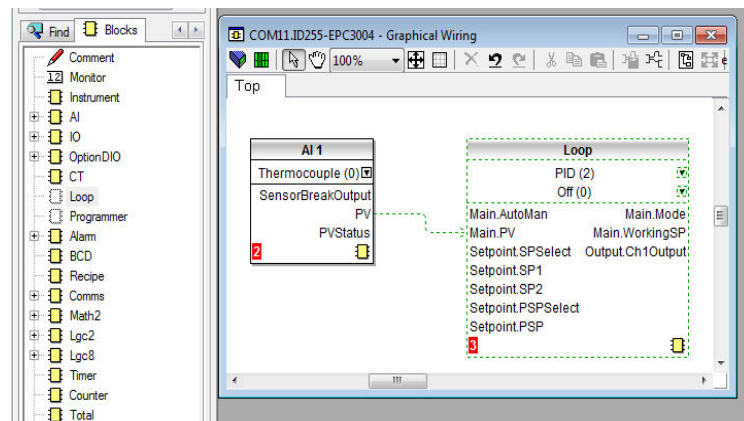 Find Blocks
Comment
12 Monitor
Instrument
AI
IO
OptionDIO
CT
Loop
Programmer
Alarm
BCD
Recipe
Comms
Math2
Lgc2
Lgc8
Timer
Counter
Total
COM11.ID255-EPC3004 - Graphical Wiring
100%
Top
AI 1
Thermocouple (0)
SensorBreakOutput
PV
PVStatus
2
Loop
PID (2)
Off (0)
Main.AutoMan Main.Mode
Main.PV Main.WorkingSP
Setpoint.SPSelect Output.Ch1Output
Setpoint.SP1
Setpoint.SP2
Setpoint.PSPSelect
Setpoint.PSP
3